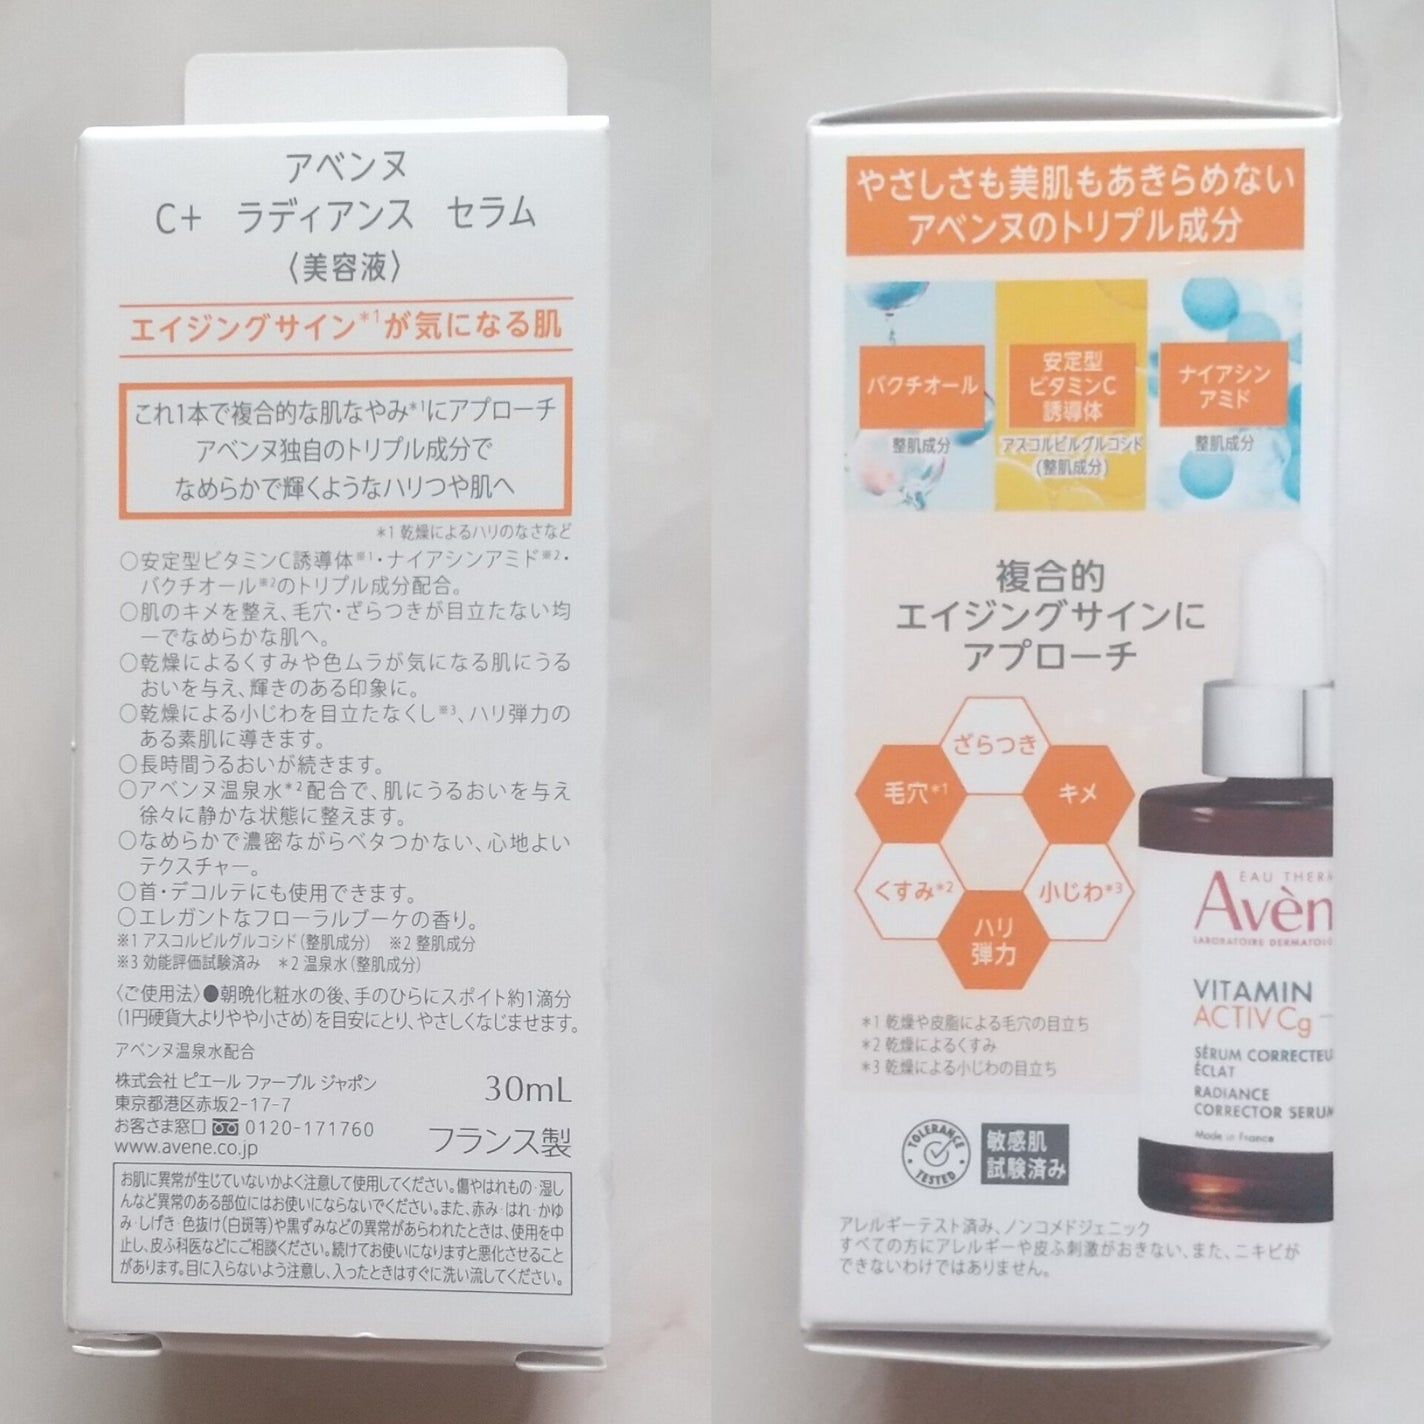 アベンヌ
C+ ラディアンス セラム
〈美容液〉
エイジングサイン*1が気になる肌
これ1本で複合的な肌なやみ*1にアプローチ
アベンヌ独自のトリプル成分で
なめらかで輝くようなハリつや肌へ
*1 乾燥によるハリのなさなど
○安定型ビタミンC誘導体※1・ナイアシンアミド※2・
バクチオール※2のトリプル成分配合。
○肌のキメを整え、毛穴・ざらつきが目立たない均
一でなめらかな肌へ。
○乾燥によるくすみや色ムラが気になる肌にうる
おいを与え、輝きのある印象に。
○乾燥による小じわを目立たなくし※3、ハリ弾力の
ある素肌に導きます。
○長時間うるおいが続きます。
○アベンヌ温泉水*2配合で、肌にうるおいを与え
徐々に静かな状態に整えます。
○なめらかで濃密ながらベタつかない、心地よい
テクスチャー。
○首・デコルテにも使用できます。
○エレガントなフローラルブーケの香り。
※1 アスコルビルグルコシド(整肌成分) ※2 整肌成分
※3 効能評価試験済み *2 温泉水(整肌成分)
〈ご使用法〉●朝晩化粧水の後、手のひらにスポイト約1滴分
(1円硬貨大よりやや小さめ)を目安にとり、やさしくなじませます。
アベンヌ温泉水配合
株式会社 ピエール ファーブル ジャポン
東京都港区赤坂2-17-7
お客さま窓口 0120-171760
www.avene.co.jp
30mL
フランス製
お肌に異常が生じていないかよく注意して使用してください。傷やはれもの・湿し
んなど異常のある部位にはお使いにならないでください。また、赤み・はれ・かゆ
み・しげき・色抜け(白斑等)や黒ずみなどの異常があらわれたときは、使用を中
止し、皮ふ科医などにご相談ください。続けてお使いになりますと悪化させること
があります。目に入らないよう注意し、入ったときはすぐに洗い流してください。
やさしさも美肌もあきらめない
アベンヌのトリプル成分
バクチオール
整肌成分
安定型
ビタミンC
誘導体
アスコルビルグルコシド
(整肌成分)
ナイアシン
アミド
整肌成分
複合的
エイジングサインに
アプローチ
ざらつき
毛穴*1
キメ
くすみ*2
小じわ*3
ハリ
弾力
*1 乾燥や皮脂による毛穴の目立ち
*2 乾燥によるくすみ
*3 乾燥による小じわの目立ち
EAU THERM
Avèn
LABORATOIRE DERMATOLOG
VITAMIN
ACTIV Cg
SÉRUM CORRECTEU
ÉCLAT
RADIANCE
CORRECTOR SERUM
Made in France
TOLERANCE
TESTED
敏感肌
試験済み
アレルギーテスト済み、ノンコメドジェニック
すべての方にアレルギーや皮ふ刺激がおきない、また、ニキビが
できないわけではありません。